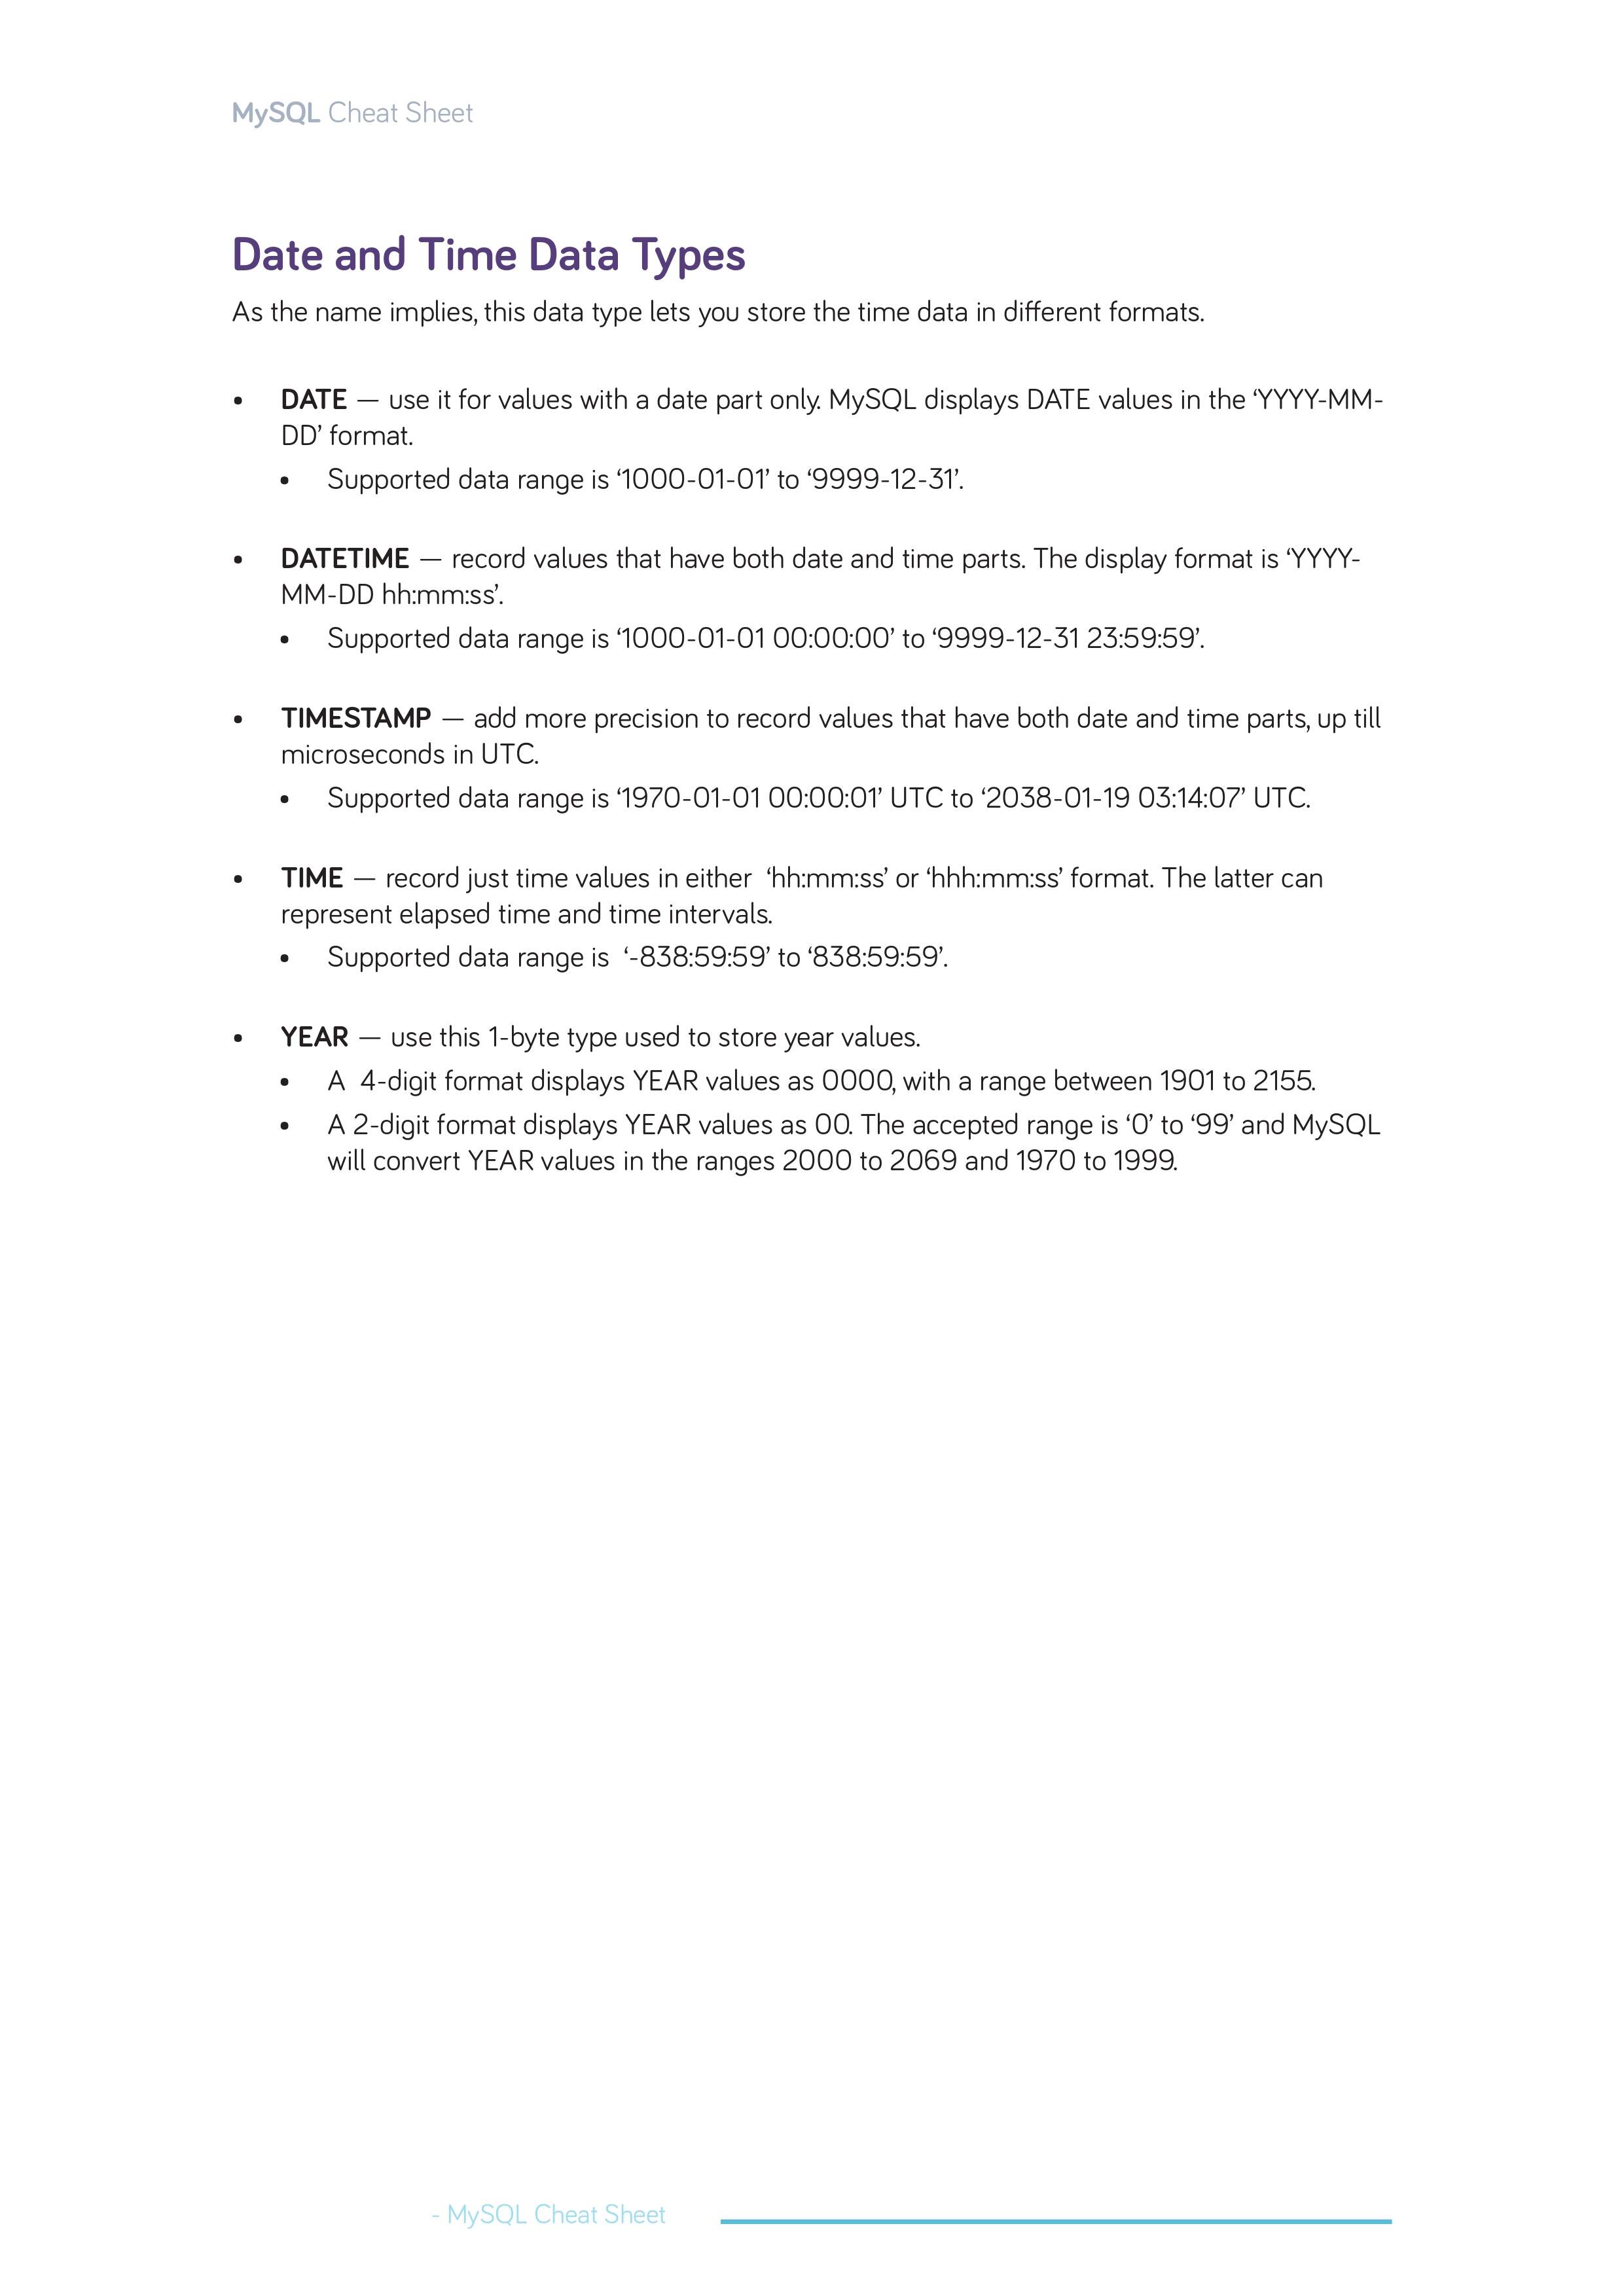 MySQL Cheat Sheet
Date and Time Data Types
As the name implies, this data type lets you store the time data in different formats.
• DATE — use it for values with a date part only. MySQL displays DATE values in the ‘YYYY-MM-
DD’ format.
• Supported data range is ‘1000-01-01’ to ‘9999-12-31’.
• DATETIME — record values that have both date and time parts. The display format is ‘YYYY-
MM-DD hh:mm:ss’.
• Supported data range is ‘1000-01-01 00:00:00’ to ‘9999-12-31 23:59:59’.
• TIMESTAMP — add more precision to record values that have both date and time parts, up till
microseconds in UTC.
• Supported data range is ‘1970-01-01 00:00:01’ UTC to ‘2038-01-19 03:14:07’ UTC.
• TIME — record just time values in either ‘hh:mm:ss’ or ‘hhh:mm:ss’ format. The latter can
represent elapsed time and time intervals.
• Supported data range is ‘-838:59:59’ to ‘838:59:59’.
• YEAR — use this 1-byte type used to store year values.
• A 4-digit format displays YEAR values as 0000, with a range between 1901 to 2155.
• A 2-digit format displays YEAR values as 00. The accepted range is ‘0’ to ‘99’ and MySQL
will convert YEAR values in the ranges 2000 to 2069 and 1970 to 1999.
- MySQL Cheat Sheet